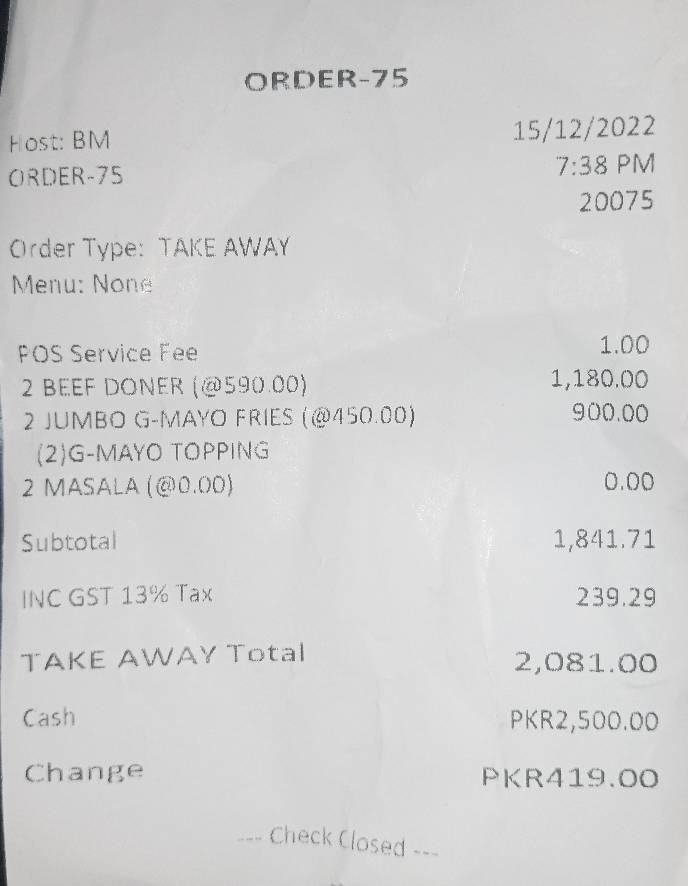 ORDER-75
Host: BM 15/12/2022
ORDER-75 7:38 PM
20075
Order Type: TAKE AWAY
Menu: None
POS Service Fee 1.00
2 BEEF DONER (@590.00) 1,180.00
2 JUMBO G-MAYO FRIES (@450.00) 900.00
(2)G-MAYO TOPPING
2 MASALA (@0.00) 0.00
Subtotal 1,841.71
INC GST 13% Tax 239.29
TAKE AWAY Total 2,081.00
Cash PKR2,500.00
Change PKR419.00
--- Check Closed ---